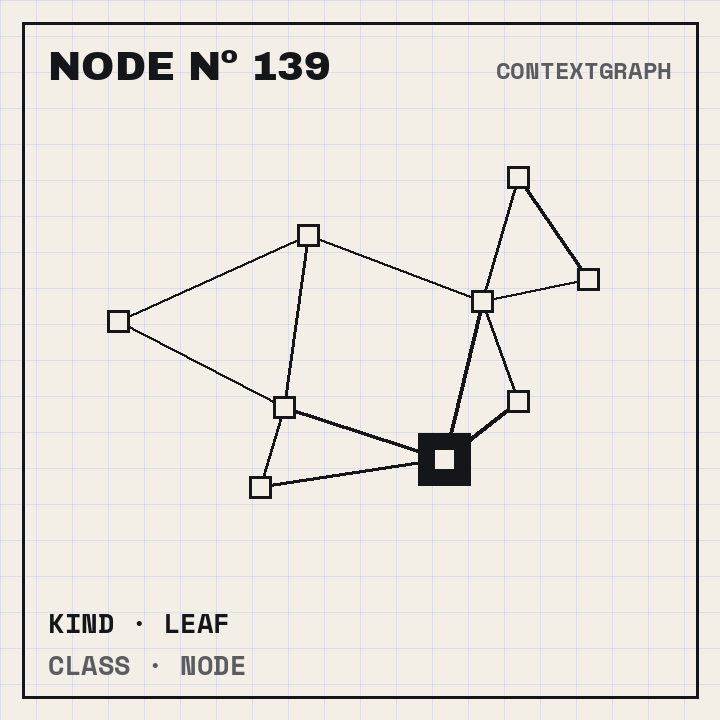 NODE Nº 139
CONTEXTGRAPH
KIND · LEAF
CLASS · NODE